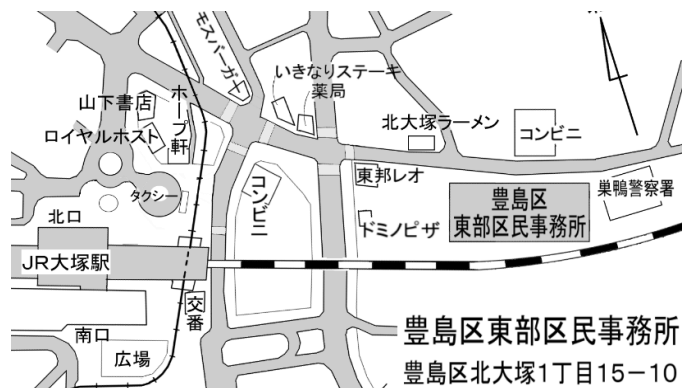 モスバーガー
いきなりステーキ
薬局
山下書店
ホープ軒
ロイヤルホスト
北大塚ラーメン
コンビニ
タクシー
コンビニ
東邦レオ
豊島区
東部区民事務所
巣鴨警察署
北口
ドミノピザ
JR大塚駅
交番
南口
広場
豊島区東部区民事務所
豊島区北大塚1丁目15−10